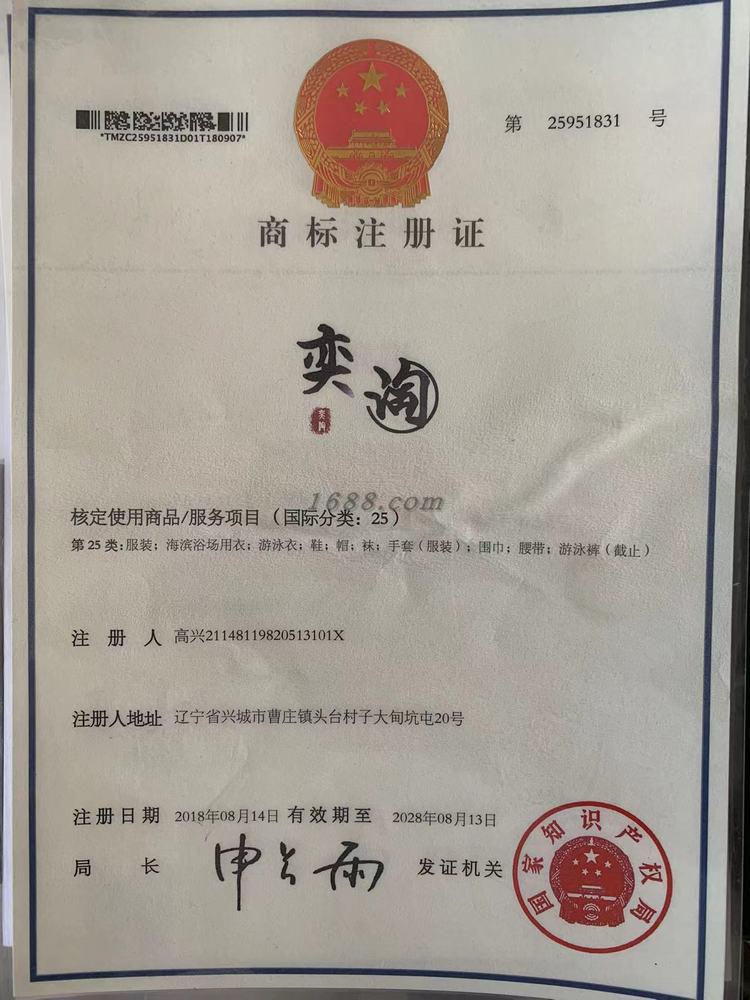 *TMZC25951831D01T180907*
第 25951831 号
商标注册证
奕洵
1688.com
核定使用商品/服务项目（国际分类：25）
第25类:服装；海滨浴场用衣；游泳衣；鞋；帽；袜；手套（服装）；围巾；腰带；游泳裤（截止）
注册人 高兴21148119820513101X
注册人地址 辽宁省兴城市曹庄镇头台村子大甸坑屯20号
注册日期 2018年08月14日 有效期至 2028年08月13日
局长 申长雨 发证机关
国家知识产权局